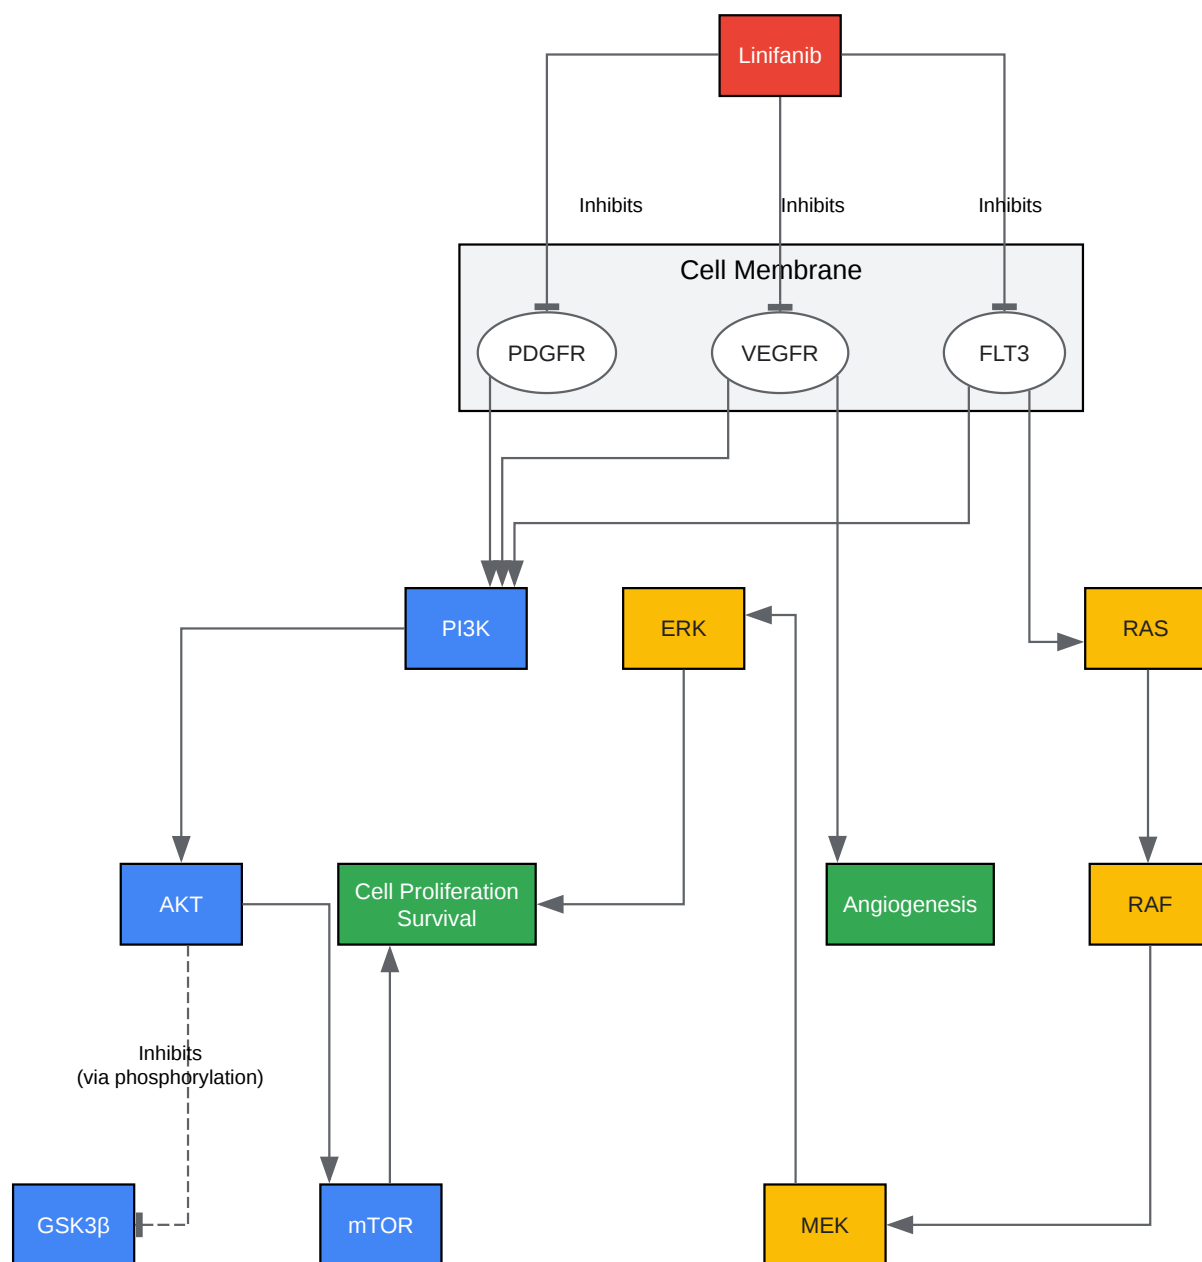 Linifanib
Inhibits
Inhibits
Inhibits
Cell Membrane
PDGFR
VEGFR
FLT3
PI3K
ERK
RAS
AKT
Cell Proliferation
Survival
Angiogenesis
RAF
Inhibits
(via phosphorylation)
GSK3β
mTOR
MEK